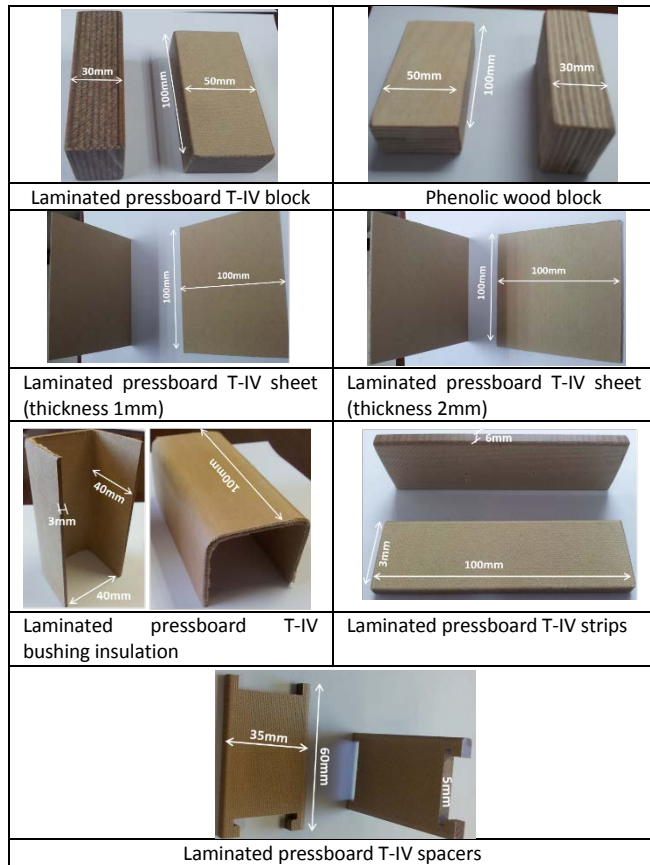 30mm
100mm
50mm
50mm
100mm
30mm
Laminated pressboard T-IV block
Phenolic wood block
100mm
100mm
100mm
100mm
Laminated pressboard T-IV sheet
(thickness 1mm)
Laminated pressboard T-IV sheet
(thickness 2mm)
3mm
40mm
40mm
100mm
6mm
3mm
100mm
Laminated pressboard T-IV
bushing insulation
Laminated pressboard T-IV strips
35mm
60mm
5mm
Laminated pressboard T-IV spacers